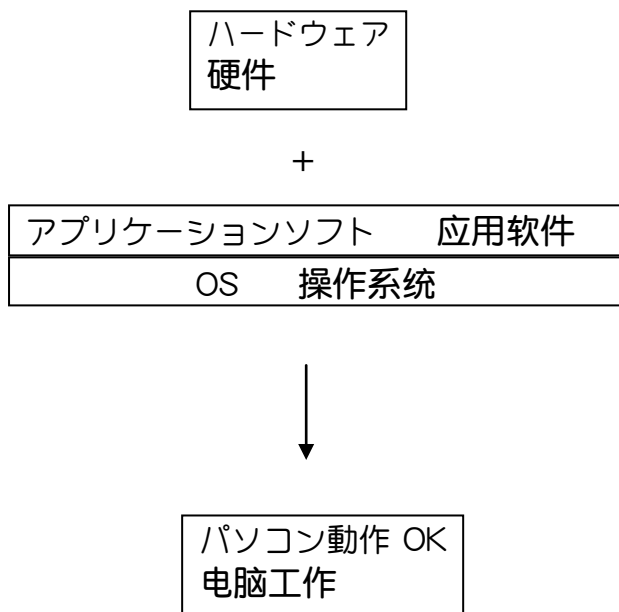 ハードウェア
硬件
+
アプリケーションソフト 应用软件
OS 操作系统
パソコン動作 OK
电脑工作